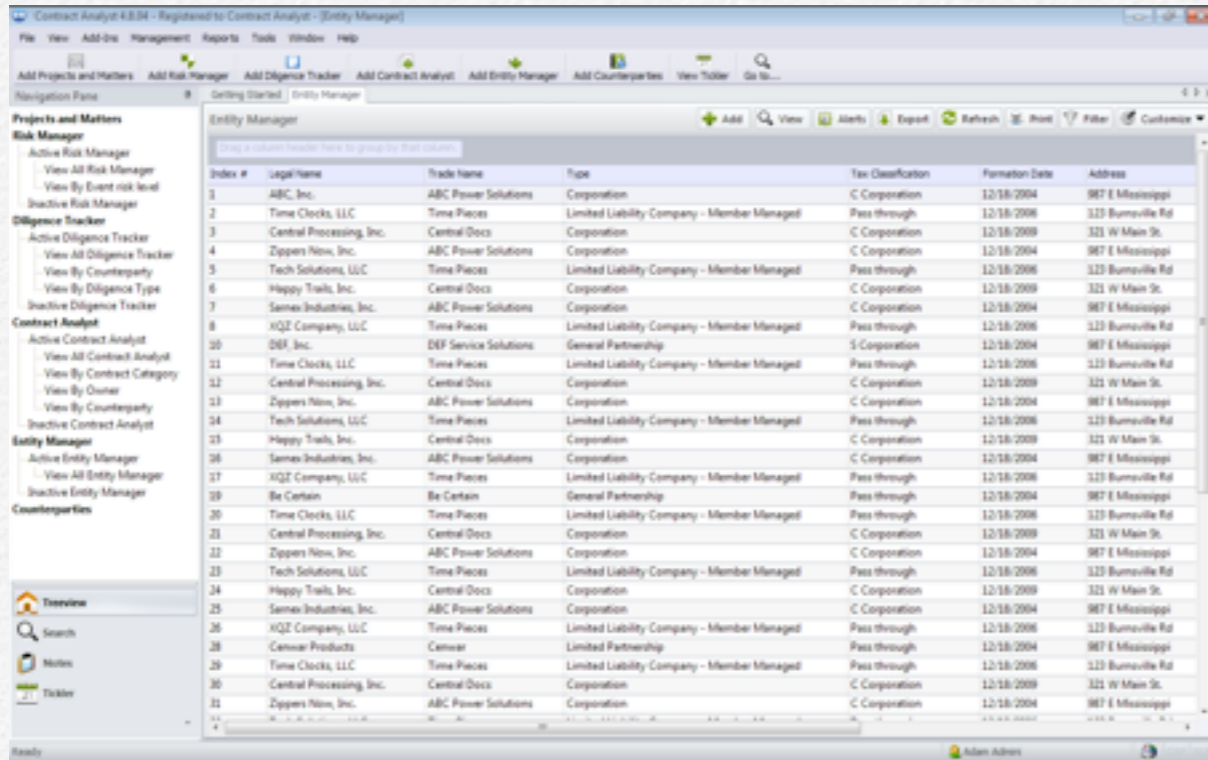 Contract Analyst 4.8.04 - Registered to Contract Analyst - [Entity Manager]
File View Add-Ins Management Reports Tools Window Help
Add Projects and Matters Add Risk Manager Add Diligence Tracker Add Contract Analyst Add Entity Manager Add Counterparties View Tickler Go to...
Navigation Pane
Getting Started Entity Manager
Projects and Matters
Risk Manager
Active Risk Manager
View All Risk Manager
View By Event risk level
Inactive Risk Manager
Diligence Tracker
Active Diligence Tracker
View All Diligence Tracker
View By Counterparty
View By Diligence Type
Inactive Diligence Tracker
Contract Analyst
Active Contract Analyst
View All Contract Analyst
View By Contract Category
View By Owner
View By Counterparty
Inactive Contract Analyst
Entity Manager
Active Entity Manager
View All Entity Manager
Inactive Entity Manager
Counterparties
Treeview
Search
Notes
Tickler
Entity Manager Add View Alerts Export Refresh Print Filter Customize
Drag a column header here to group by that column
Index # Legal Name Trade Name Type Tax Classification Formation Date Address
1 ABC, Inc. ABC Power Solutions Corporation C Corporation 12/18/2004 987 E Mississippi
2 Time Clocks, LLC Time Pieces Limited Liability Company - Member Managed Pass through 12/18/2006 123 Burnsville Rd
3 Central Processing, Inc. Central Docs Corporation C Corporation 12/18/2009 321 W Main St.
4 Zippers Now, Inc. ABC Power Solutions Corporation C Corporation 12/18/2004 987 E Mississippi
5 Tech Solutions, LLC Time Pieces Limited Liability Company - Member Managed Pass through 12/18/2006 123 Burnsville Rd
6 Happy Trails, Inc. Central Docs Corporation C Corporation 12/18/2009 321 W Main St.
7 Samex Industries, Inc. ABC Power Solutions Corporation C Corporation 12/18/2004 987 E Mississippi
8 XQZ Company, LLC Time Pieces Limited Liability Company - Member Managed Pass through 12/18/2006 123 Burnsville Rd
10 DEF, Inc. DEF Service Solutions General Partnership S Corporation 12/18/2004 987 E Mississippi
11 Time Clocks, LLC Time Pieces Limited Liability Company - Member Managed Pass through 12/18/2006 123 Burnsville Rd
12 Central Processing, Inc. Central Docs Corporation C Corporation 12/18/2009 321 W Main St.
13 Zippers Now, Inc. ABC Power Solutions Corporation C Corporation 12/18/2004 987 E Mississippi
14 Tech Solutions, LLC Time Pieces Limited Liability Company - Member Managed Pass through 12/18/2006 123 Burnsville Rd
15 Happy Trails, Inc. Central Docs Corporation C Corporation 12/18/2009 321 W Main St.
16 Samex Industries, Inc. ABC Power Solutions Corporation C Corporation 12/18/2004 987 E Mississippi
17 XQZ Company, LLC Time Pieces Limited Liability Company - Member Managed Pass through 12/18/2006 123 Burnsville Rd
19 Be Certain Be Certain General Partnership Pass through 12/18/2004 987 E Mississippi
20 Time Clocks, LLC Time Pieces Limited Liability Company - Member Managed Pass through 12/18/2006 123 Burnsville Rd
21 Central Processing, Inc. Central Docs Corporation C Corporation 12/18/2009 321 W Main St.
22 Zippers Now, Inc. ABC Power Solutions Corporation C Corporation 12/18/2004 987 E Mississippi
23 Tech Solutions, LLC Time Pieces Limited Liability Company - Member Managed Pass through 12/18/2006 123 Burnsville Rd
24 Happy Trails, Inc. Central Docs Corporation C Corporation 12/18/2009 321 W Main St.
25 Samex Industries, Inc. ABC Power Solutions Corporation C Corporation 12/18/2004 987 E Mississippi
26 XQZ Company, LLC Time Pieces Limited Liability Company - Member Managed Pass through 12/18/2006 123 Burnsville Rd
28 Cenwar Products Cenwar Limited Partnership Pass through 12/18/2004 987 E Mississippi
29 Time Clocks, LLC Time Pieces Limited Liability Company - Member Managed Pass through 12/18/2006 123 Burnsville Rd
30 Central Processing, Inc. Central Docs Corporation C Corporation 12/18/2009 321 W Main St.
31 Zippers Now, Inc. ABC Power Solutions Corporation C Corporation 12/18/2004 987 E Mississippi
Ready Adam Admin